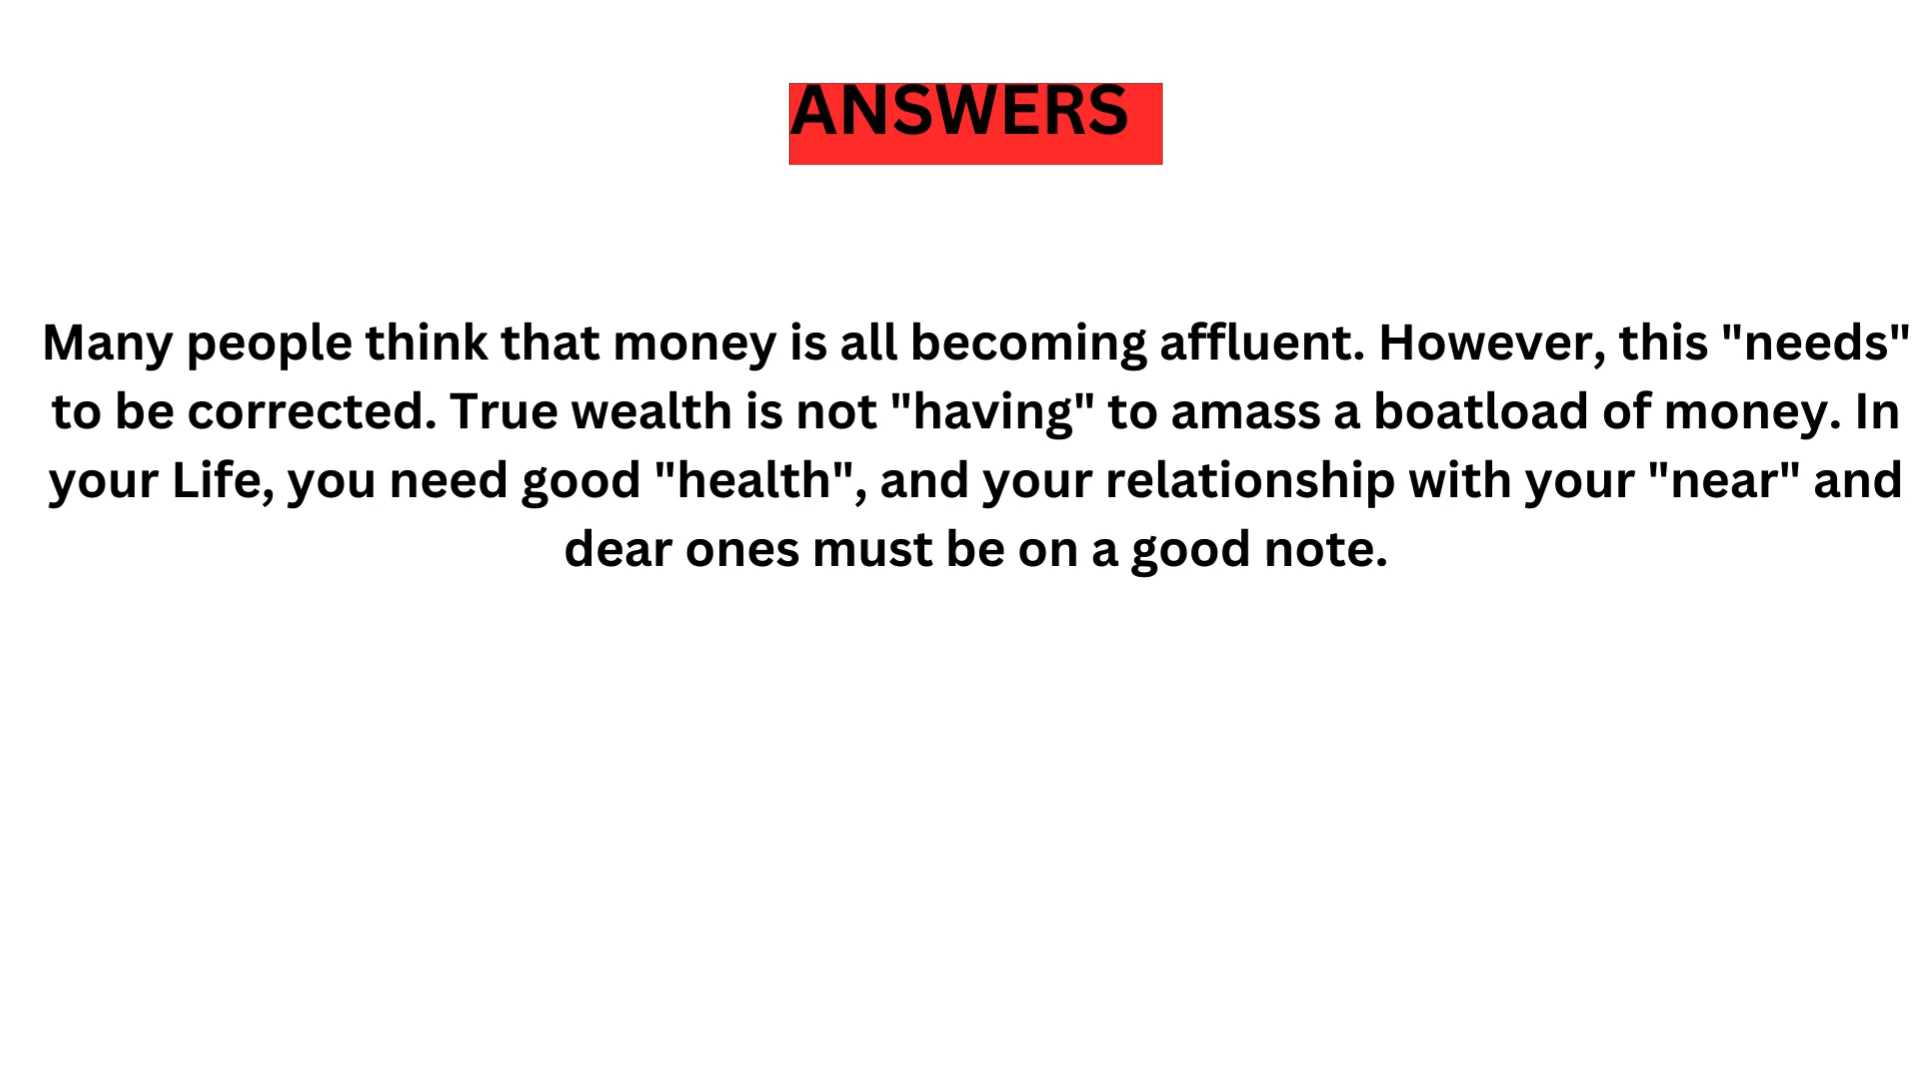 ANSWERS
Many people think that money is all becoming affluent. However, this "needs"
to be corrected. True wealth is not "having" to amass a boatload of money. In
your Life, you need good "health", and your relationship with your "near" and
dear ones must be on a good note.